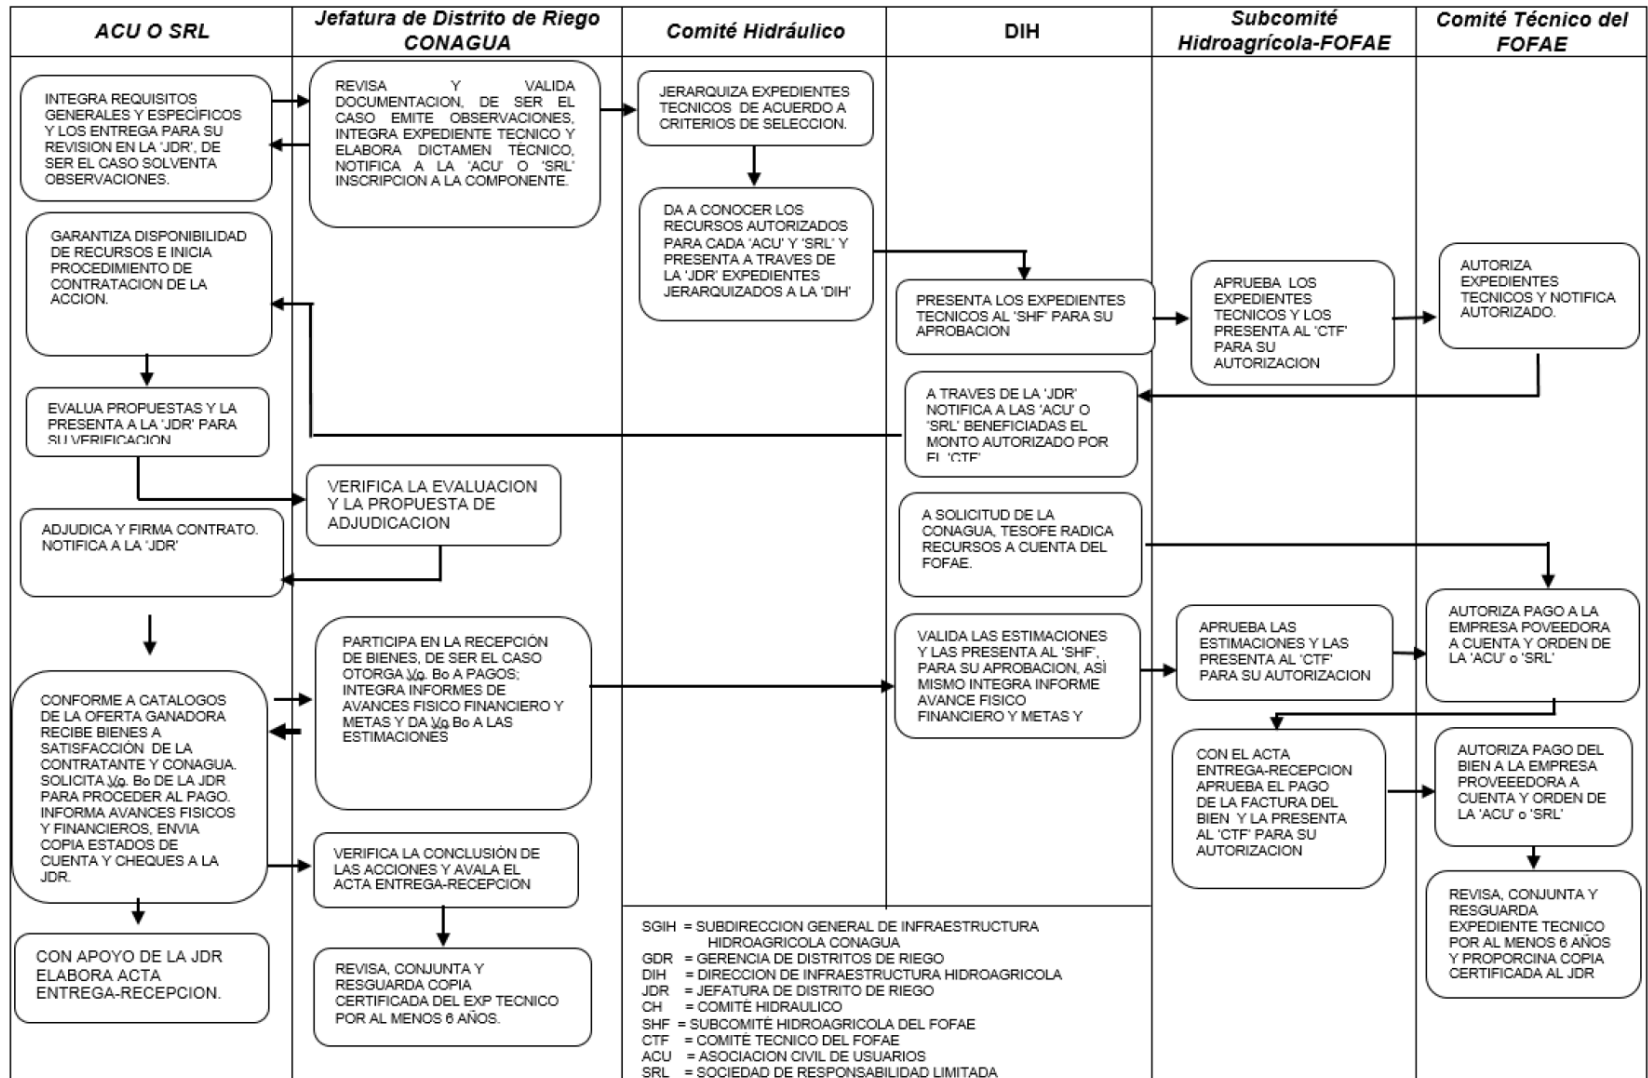 ACU O SRL
Jefatura de Distrito de Riego
CONAGUA
Comité Hidráulico
DIH
Subcomité
Hidroagrícola-FOFAE
Comité Técnico del
FOFAE
INTEGRA REQUISITOS
GENERALES Y ESPECÍFICOS
Y LOS ENTREGA PARA SU
REVISION EN LA 'JDR', DE
SER EL CASO SOLVENTA
OBSERVACIONES.
REVISA Y VALIDA
DOCUMENTACION, DE SER EL
CASO EMITE OBSERVACIONES,
INTEGRA EXPEDIENTE TECNICO Y
ELABORA DICTAMEN TÉCNICO,
NOTIFICA A LA 'ACU' O 'SRL'
INSCRIPCION A LA COMPONENTE.
JERARQUIZA EXPEDIENTES
TECNICOS DE ACUERDO A
CRITERIOS DE SELECCION.
DA A CONOCER LOS
RECURSOS AUTORIZADOS
PARA CADA 'ACU' Y 'SRL' Y
PRESENTA A TRAVES DE
LA 'JDR' EXPEDIENTES
JERARQUIZADOS A LA 'DIH'
PRESENTA LOS EXPEDIENTES
TECNICOS AL 'SHF' PARA SU
APROBACION
APRUEBA LOS
EXPEDIENTES
TECNICOS Y LOS
PRESENTA AL 'CTF'
PARA SU
AUTORIZACION
AUTORIZA
EXPEDIENTES
TECNICOS Y NOTIFICA
AUTORIZADO.
GARANTIZA DISPONIBILIDAD
DE RECURSOS E INICIA
PROCEDIMIENTO DE
CONTRATACION DE LA
ACCION.
A TRAVES DE LA 'JDR'
NOTIFICA A LAS 'ACU' O
'SRL' BENEFICIADAS EL
MONTO AUTORIZADO POR
EL 'CTF'
EVALUA PROPUESTAS Y LA
PRESENTA A LA 'JDR' PARA
SU VERIFICACION
VERIFICA LA EVALUACION
Y LA PROPUESTA DE
ADJUDICACION
ADJUDICA Y FIRMA CONTRATO.
NOTIFICA A LA 'JDR'
A SOLICITUD DE LA
CONAGUA, TESOFE RADICA
RECURSOS A CUENTA DEL
FOFAE.
CONFORME A CATALOGOS
DE LA OFERTA GANADORA
RECIBE BIENES A
SATISFACCIÓN DE LA
CONTRATANTE Y CONAGUA.
SOLICITA Vo. Bo DE LA JDR
PARA PROCEDER AL PAGO.
INFORMA AVANCES FISICOS
Y FINANCIEROS, ENVIA
COPIA ESTADOS DE
CUENTA Y CHEQUES A LA
JDR.
PARTICIPA EN LA RECEPCIÓN
DE BIENES, DE SER EL CASO
OTORGA Vo. Bo A PAGOS;
INTEGRA INFORMES DE
AVANCES FISICO FINANCIERO Y
METAS Y DA Vo Bo A LAS
ESTIMACIONES
VALIDA LAS ESTIMACIONES
Y LAS PRESENTA AL 'SHF',
PARA SU APROBACION, ASÌ
MISMO INTEGRA INFORME
AVANCE FISICO
FINANCIERO Y METAS Y
APRUEBA LAS
ESTIMACIONES Y LAS
PRESENTA AL 'CTF'
PARA SU AUTORIZACION
AUTORIZA PAGO A LA
EMPRESA POVEEDORA
A CUENTA Y ORDEN DE
LA 'ACU' o 'SRL'
CON EL ACTA
ENTREGA-RECEPCION
APRUEBA EL PAGO
DE LA FACTURA DEL
BIEN Y LA PRESENTA
AL 'CTF' PARA SU
AUTORIZACION
AUTORIZA PAGO DEL
BIEN A LA EMPRESA
PROVEEEDORA A
CUENTA Y ORDEN DE
LA 'ACU' o 'SRL'
VERIFICA LA CONCLUSIÓN DE
LAS ACCIONES Y AVALA EL
ACTA ENTREGA-RECEPCION
CON APOYO DE LA JDR
ELABORA ACTA
ENTREGA-RECEPCION.
REVISA, CONJUNTA Y
RESGUARDA COPIA
CERTIFICADA DEL EXP TECNICO
POR AL MENOS 6 AÑOS.
REVISA, CONJUNTA Y
RESGUARDA
EXPEDIENTE TECNICO
POR AL MENOS 6 AÑOS
Y PROPORCINA COPIA
CERTIFICADA AL JDR
SGIH = SUBDIRECCION GENERAL DE INFRAESTRUCTURA
HIDROAGRICOLA CONAGUA
GDR = GERENCIA DE DISTRITOS DE RIEGO
DIH = DIRECCION DE INFRAESTRUCTURA HIDROAGRICOLA
JDR = JEFATURA DE DISTRITO DE RIEGO
CH = COMITÉ HIDRAULICO
SHF = SUBCOMITÉ HIDROAGRICOLA DEL FOFAE
CTF = COMITÉ TECNICO DEL FOFAE
ACU = ASOCIACION CIVIL DE USUARIOS
SRL = SOCIEDAD DE RESPONSABILIDAD LIMITADA